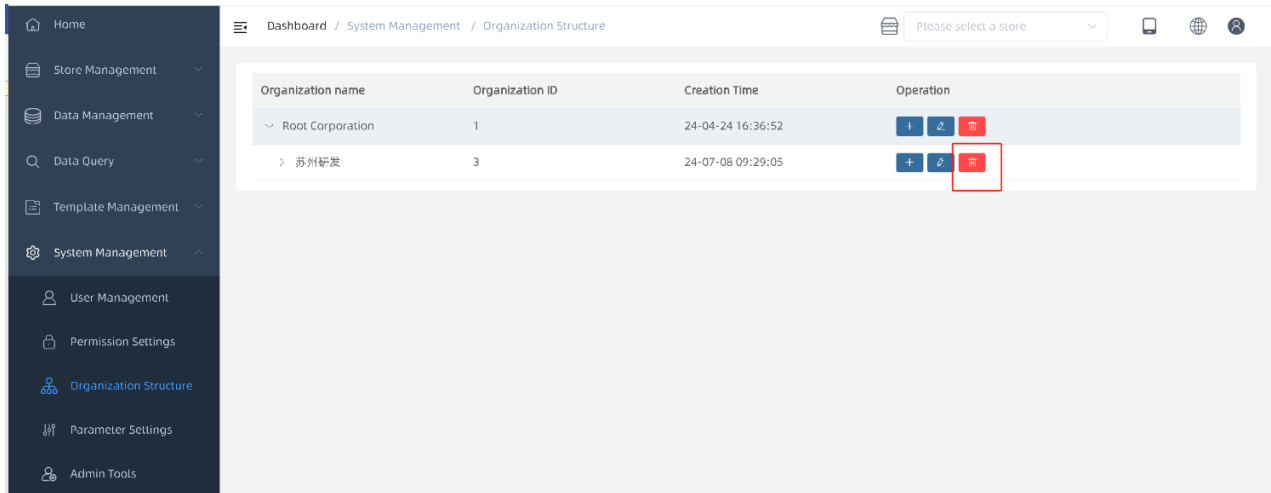 Home
Dashboard / System Management / Organization Structure
Please select a store
Store Management
Data Management
Data Query
Template Management
System Management
User Management
Permission Settings
Organization Structure
Parameter Settings
Admin Tools
Organization name Organization ID Creation Time Operation
Root Corporation 1 24-04-24 16:36:52
苏州研发 3 24-07-08 09:29:05